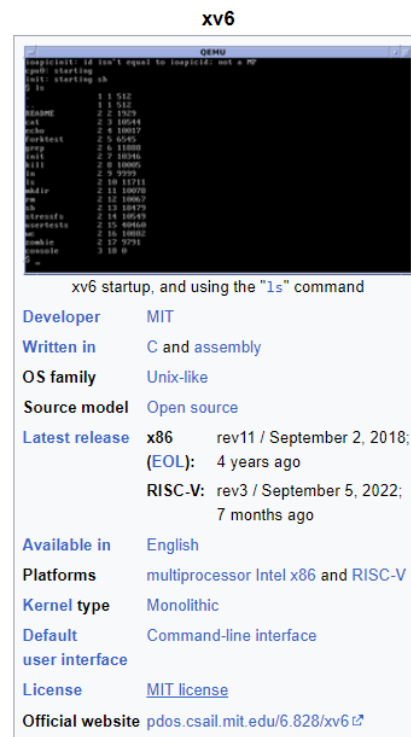 xv6
QEMU
ioapicinit: id isn't equal to ioapicid; not a MP
cpu0: starting
init: starting sh
$ ls
. 1 1 512
.. 1 1 512
README 2 2 1929
cat 2 3 10544
echo 2 4 10017
forktest 2 5 6545
grep 2 6 11888
init 2 7 10346
kill 2 8 10005
ln 2 9 9999
ls 2 10 11711
mkdir 2 11 10078
rm 2 12 10067
sh 2 13 18479
stressfs 2 14 10549
usertests 2 15 40460
wc 2 16 10882
zombie 2 17 9791
console 3 18 0
$ _
xv6 startup, and using the "ls" command
Developer MIT
Written in C and assembly
OS family Unix-like
Source model Open source
Latest release x86 rev11 / September 2, 2018;
(EOL): 4 years ago
RISC-V: rev3 / September 5, 2022;
7 months ago
Available in English
Platforms multiprocessor Intel x86 and RISC-V
Kernel type Monolithic
Default Command-line interface
user interface
License MIT license
Official website pdos.csail.mit.edu/6.828/xv6